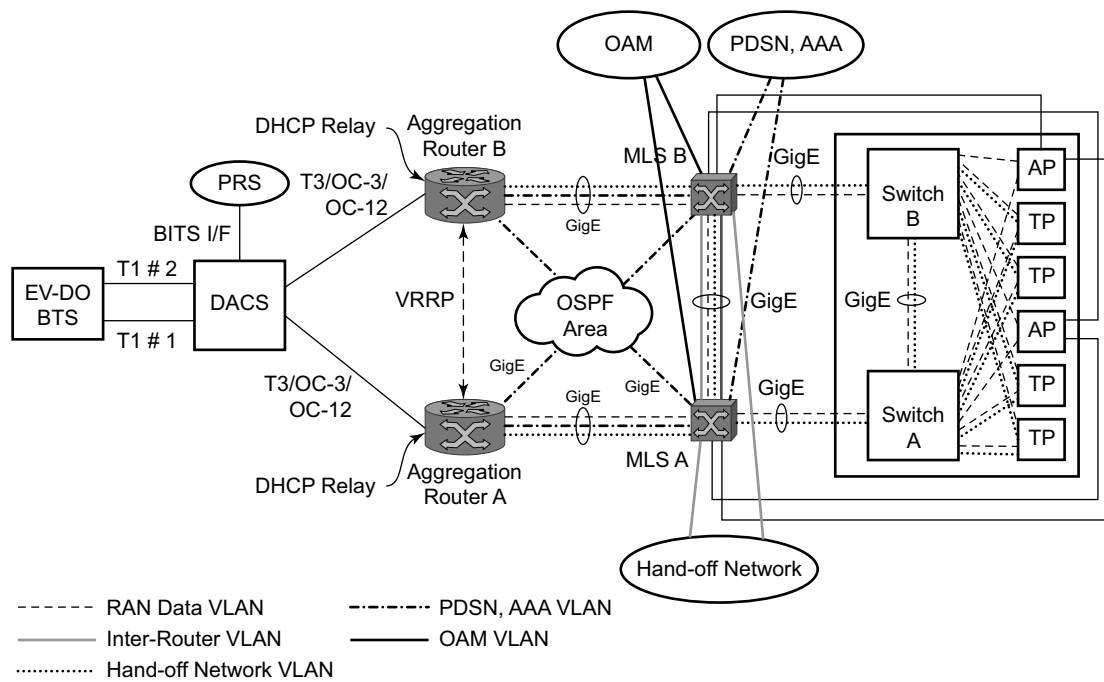 OAM
PDSN, AAA
DHCP Relay
Aggregation
Router B
MLS B
GigE
PRS
T3/OC-3/
OC-12
GigE
Switch
B
AP
TP
BITS I/F
T1 # 2
EV-DO
BTS
DACS
VRRP
OSPF
Area
GigE
GigE
TP
AP
T1 # 1
GigE
GigE
T3/OC-3/
OC-12
GigE
GigE
Switch
A
TP
TP
MLS A
DHCP Relay
Aggregation
Router A
Hand-off Network
RAN Data VLAN
PDSN, AAA VLAN
Inter-Router VLAN
OAM VLAN
Hand-off Network VLAN